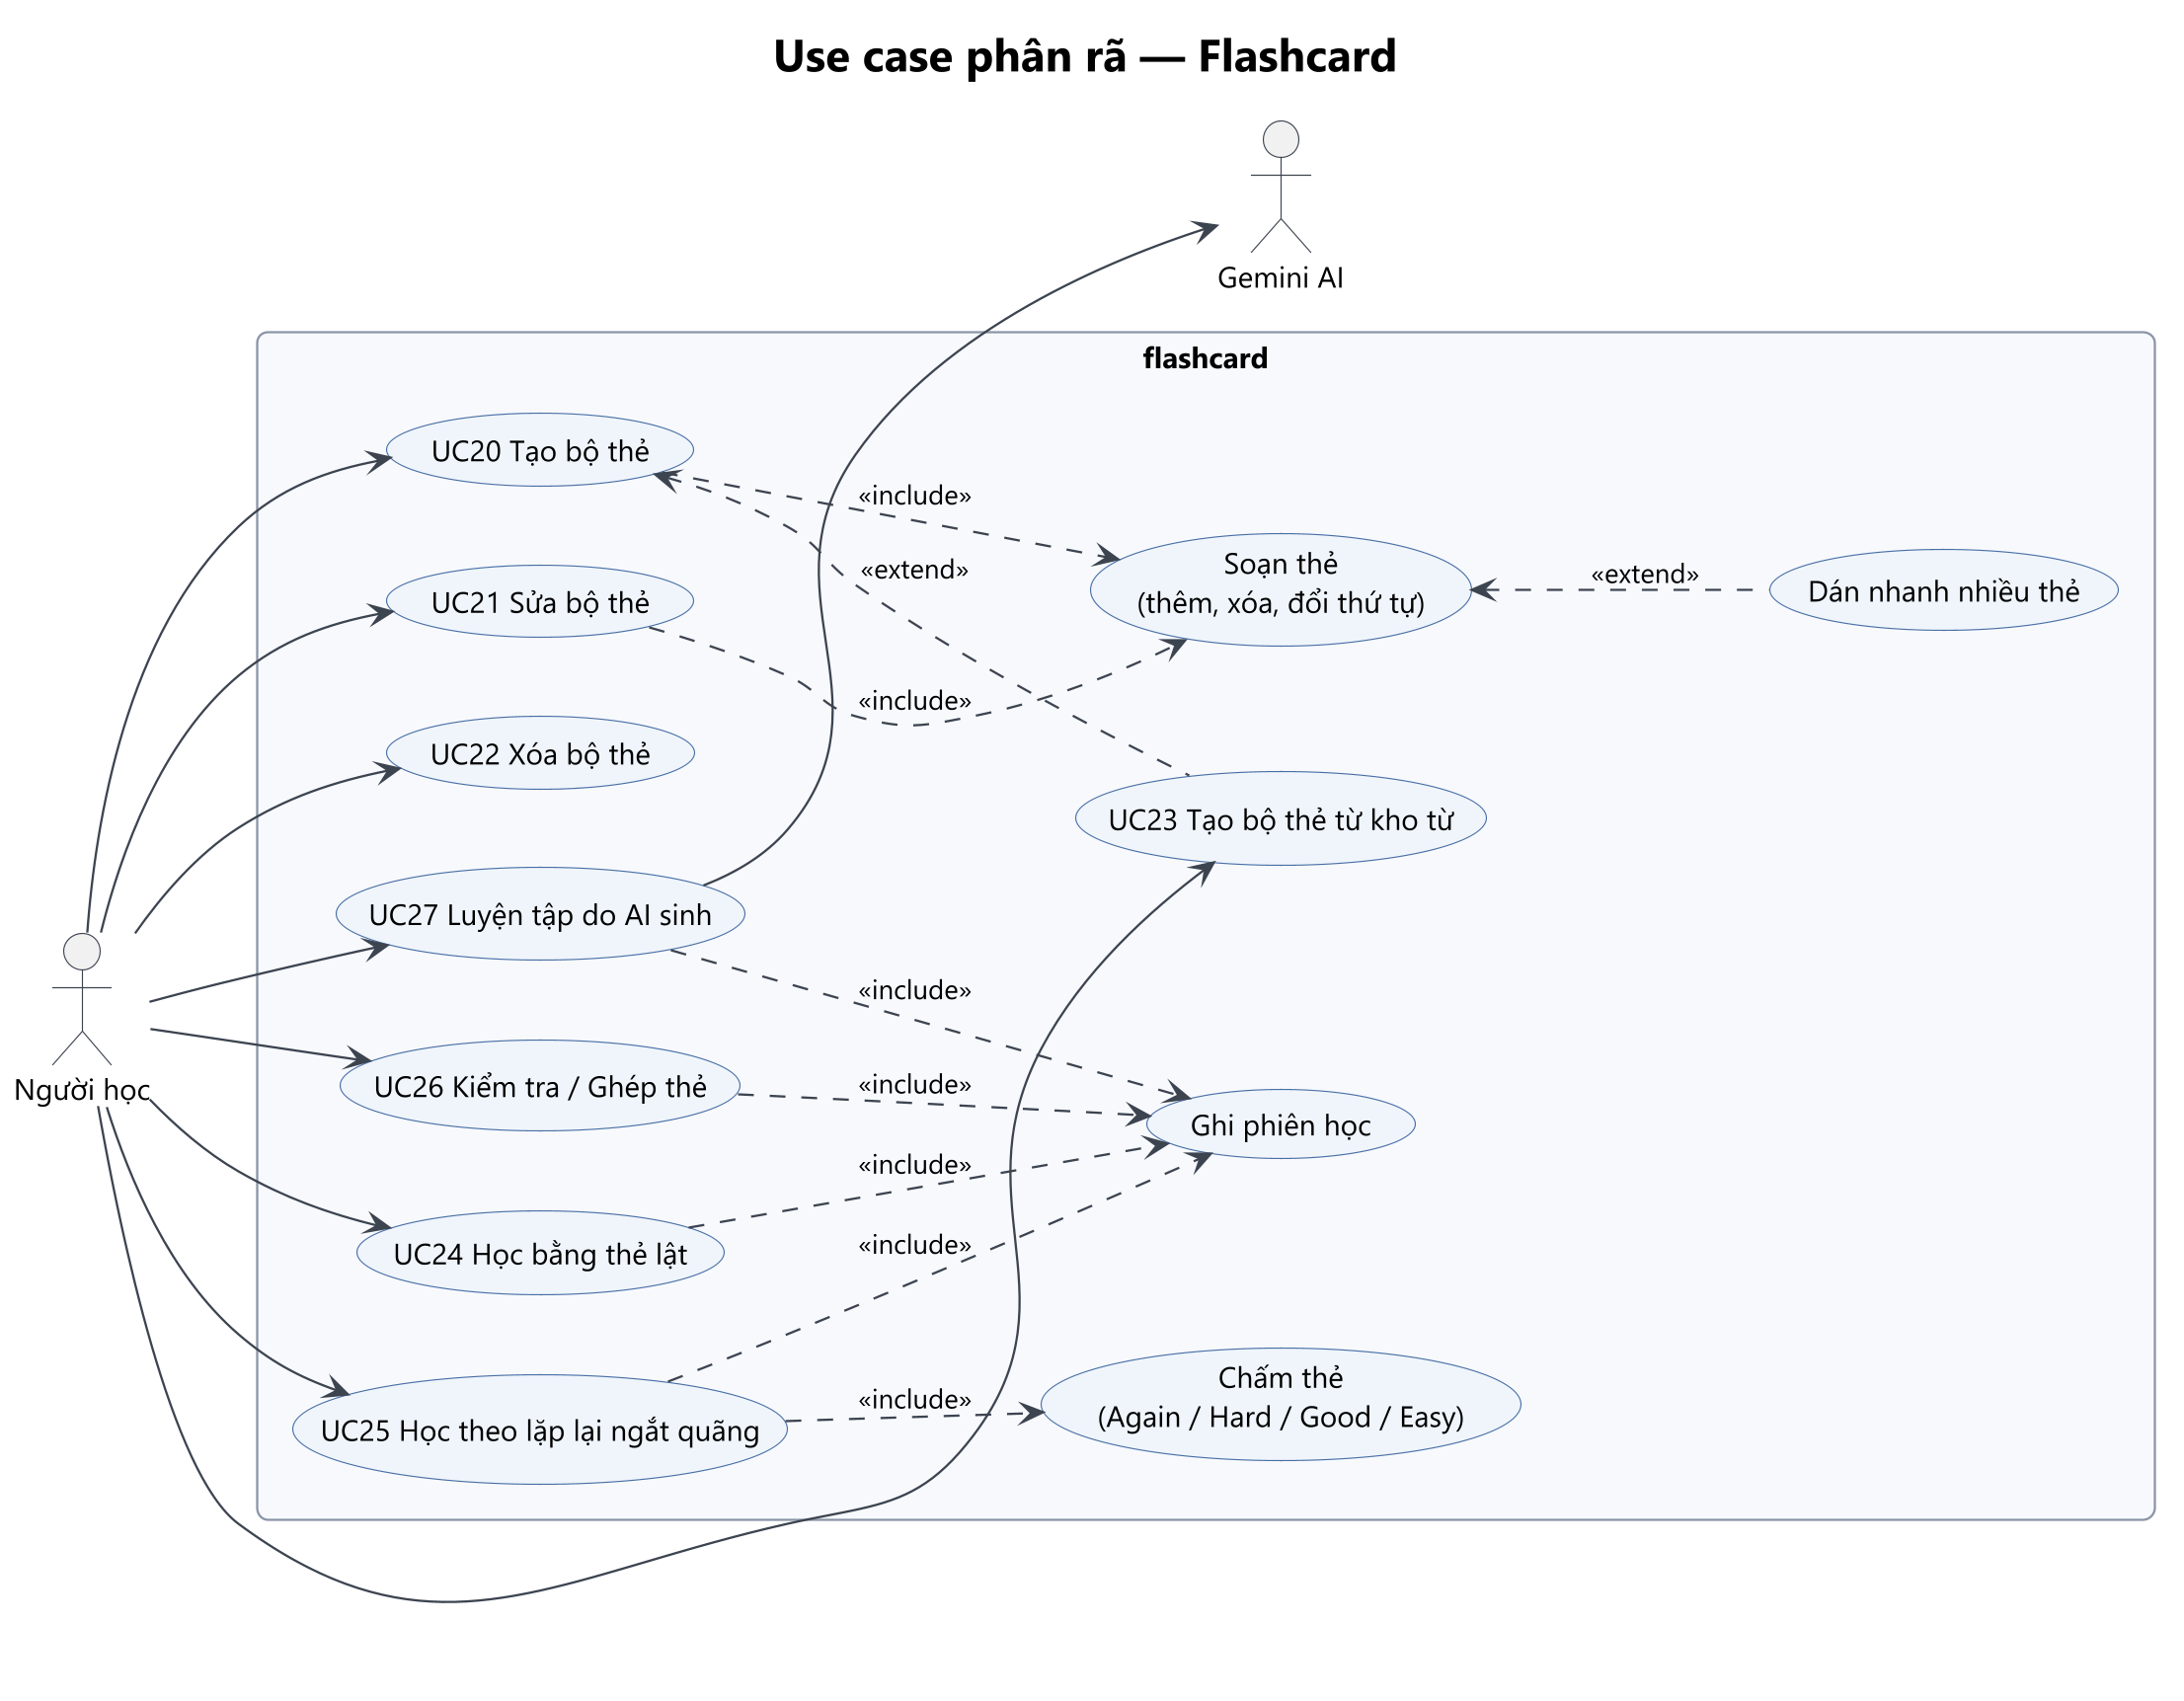 Use case phân rã — Flashcard
Gemini AI
flashcard
UC20 Tạo bộ thẻ
«include»
Soạn thẻ
(thêm, xóa, đổi thứ tự)
«extend»
«extend»
Dán nhanh nhiều thẻ
UC21 Sửa bộ thẻ
«include»
UC22 Xóa bộ thẻ
UC23 Tạo bộ thẻ từ kho từ
UC27 Luyện tập do AI sinh
«include»
Người học
UC26 Kiểm tra / Ghép thẻ
«include»
Ghi phiên học
«include»
UC24 Học bằng thẻ lật
«include»
UC25 Học theo lặp lại ngắt quãng
«include»
Chấm thẻ
(Again / Hard / Good / Easy)